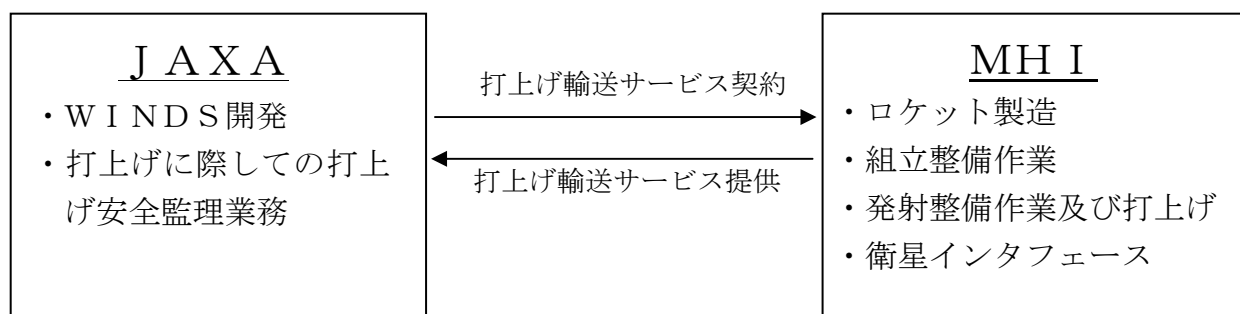 ＪＡＸＡ
・ＷＩＮＤＳ開発
・打上げに際しての打上
げ安全監理業務
打上げ輸送サービス契約
打上げ輸送サービス提供
ＭＨＩ
・ロケット製造
・組立整備作業
・発射整備作業及び打上げ
・衛星インタフェース